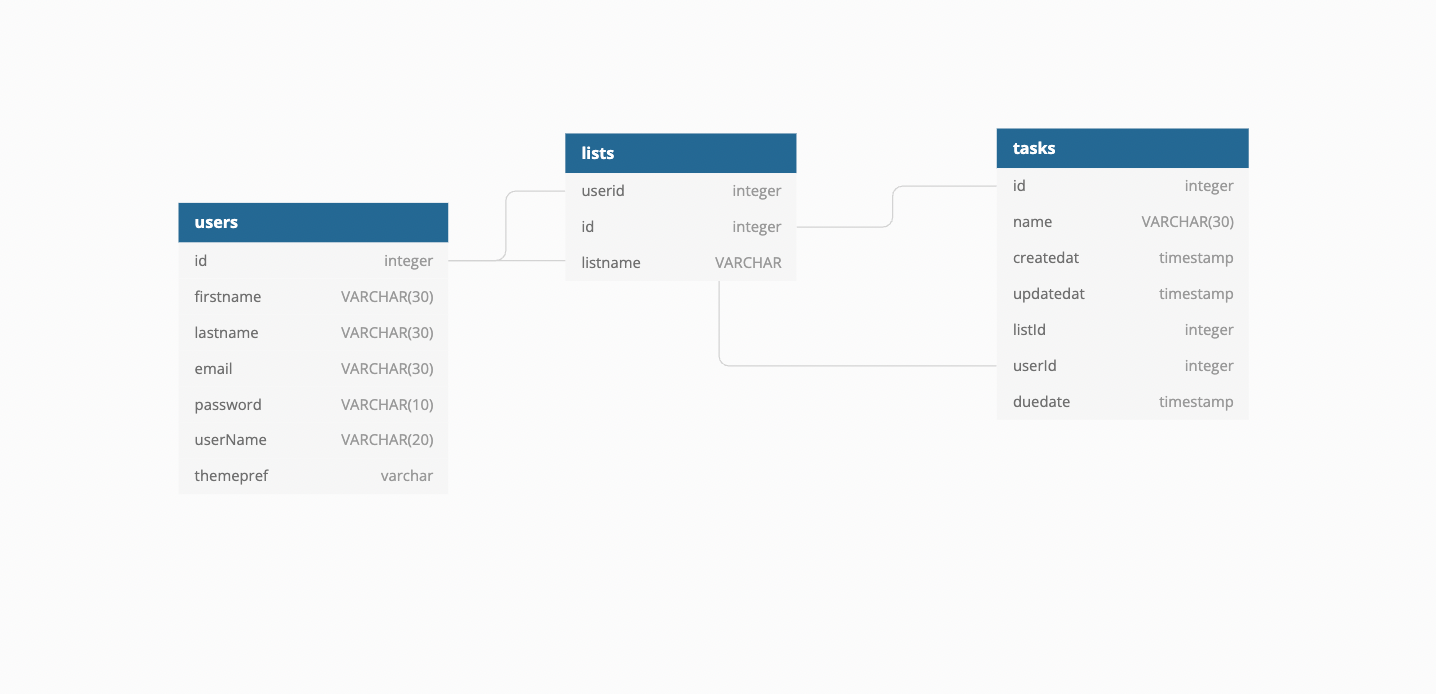 users
id integer
firstname VARCHAR(30)
lastname VARCHAR(30)
email VARCHAR(30)
password VARCHAR(10)
userName VARCHAR(20)
themepref varchar
lists
userid integer
id integer
listname VARCHAR
tasks
id integer
name VARCHAR(30)
createdat timestamp
updatedat timestamp
listId integer
userId integer
duedate timestamp